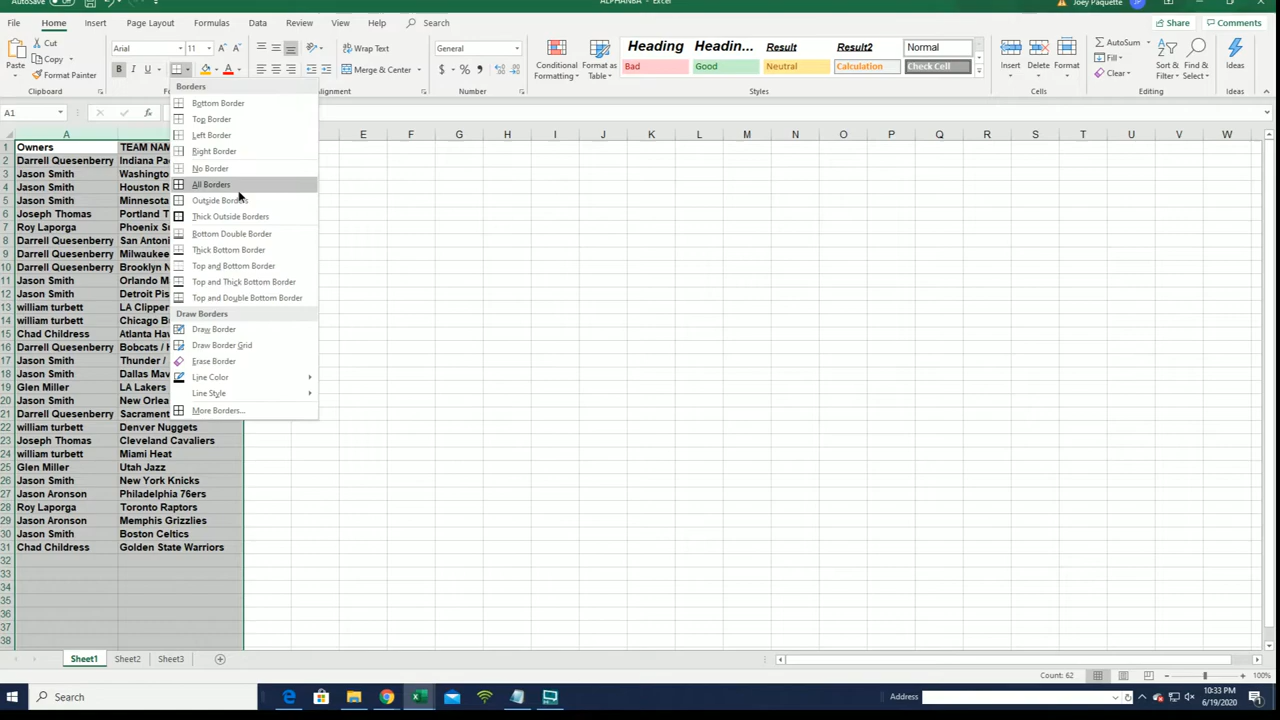 AutoSave
ALPHANBA - Excel
Joey Paquette JP
File Home Insert Page Layout Formulas Data Review View Help Search Share Comments
Paste Cut Copy Format Painter Clipboard
Arial 11 B I U
Wrap Text Merge & Center
General $ % Number
Conditional Formatting Format as Table
Heading Headin... Result Result2 Normal
Bad Good Neutral Calculation Check Cell
Styles
Insert Delete Format Cells
AutoSum Fill Clear Sort & Filter Find & Select Ideas Ideas
A1 fx
Borders
Bottom Border
Top Border
Left Border
Right Border
No Border
All Borders
Outside Borders
Thick Outside Borders
Bottom Double Border
Thick Bottom Border
Top and Bottom Border
Top and Thick Bottom Border
Top and Double Bottom Border
Draw Borders
Draw Border
Draw Border Grid
Erase Border
Line Color
Line Style
More Borders...
A E F G H I J K L M N O P Q R S T U V W
1 Owners TEAM NAM
2 Darrell Quesenberry Indiana Pa
3 Jason Smith Washingto
4 Jason Smith Houston R
5 Jason Smith Minnesota
6 Joseph Thomas Portland T
7 Roy Laporga Phoenix S
8 Darrell Quesenberry San Antoni
9 Darrell Quesenberry Milwaukee
10 Darrell Quesenberry Brooklyn N
11 Jason Smith Orlando M
12 Jason Smith Detroit Pis
13 william turbett LA Clipper
14 william turbett Chicago B
15 Chad Childress Atlanta Ha
16 Darrell Quesenberry Bobcats / H
17 Jason Smith Thunder /
18 Jason Smith Dallas Mav
19 Glen Miller LA Lakers
20 Jason Smith New Orlea
21 Darrell Quesenberry Sacrament
22 william turbett Denver Nuggets
23 Joseph Thomas Cleveland Cavaliers
24 william turbett Miami Heat
25 Glen Miller Utah Jazz
26 Jason Smith New York Knicks
27 Jason Aronson Philadelphia 76ers
28 Roy Laporga Toronto Raptors
29 Jason Aronson Memphis Grizzlies
30 Jason Smith Boston Celtics
31 Chad Childress Golden State Warriors
32
33
34
35
36
37
38
Sheet1 Sheet2 Sheet3
Count: 62 100%
Search Address 10:33 PM
6/19/2020